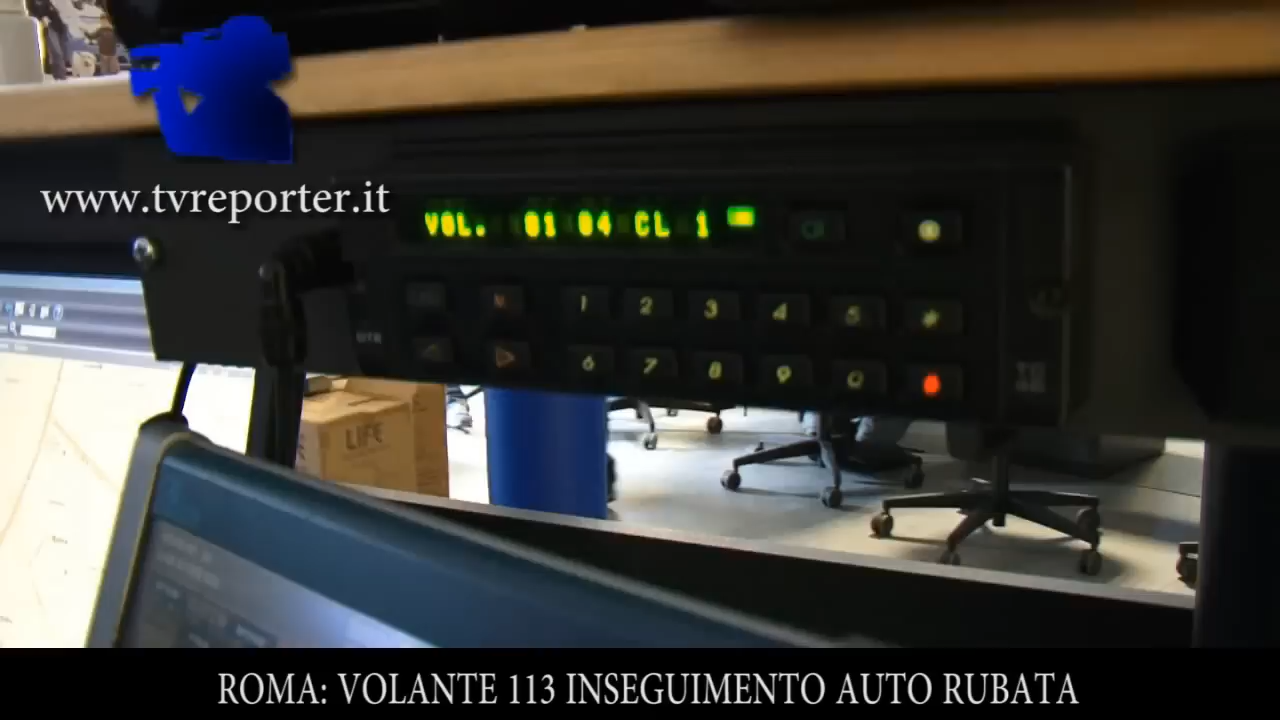 www.tvreporter.it
VOL. 01 04 CL 1
1 2 3 4 5 *
6 7 8 9 0
LIFE
ROMA: VOLANTE 113 INSEGUIMENTO AUTO RUBATA